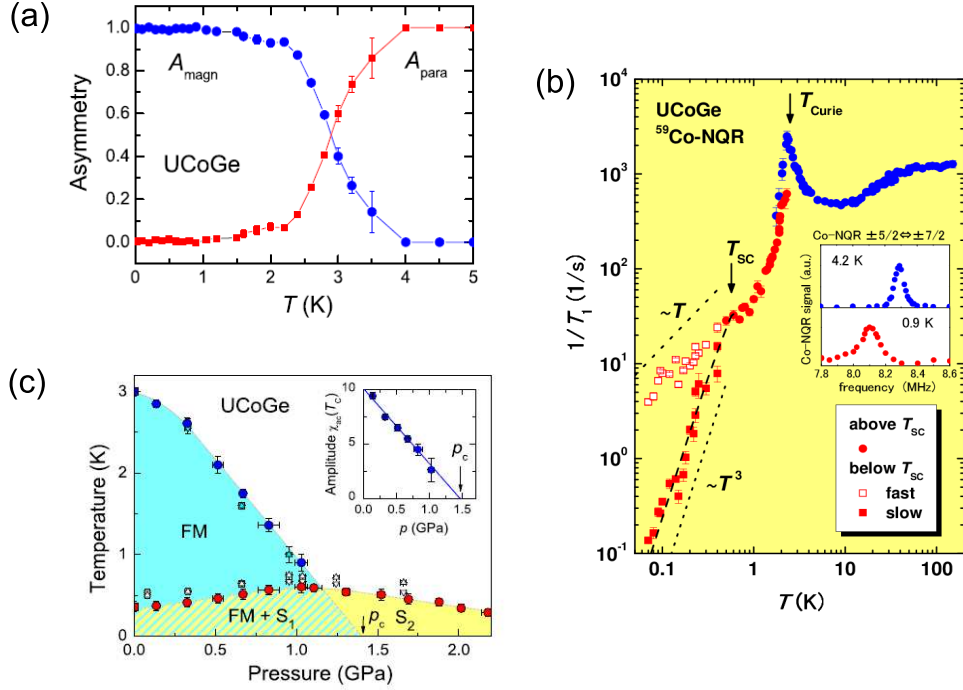 (a)
1.0
0.8
0.6
0.4
0.2
0.0
Asymmetry
A_magn
A_para
UCoGe
0 1 2 3 4 5
T (K)
(b)
10^4
10^3
10^2
10^1
10^0
10^-1
1/T_1 (1/s)
UCoGe
^59Co-NQR
T_Curie
T_SC
~T
~T^3
Co-NQR ±5/2⇔±7/2
4.2 K
0.9 K
Co-NQR signal (a.u.)
7.8 8.0 8.2 8.4 8.6
frequency (MHz)
above T_SC
below T_SC
fast
slow
0.1 1 10 100
T (K)
(c)
3
2
1
0
Temperature (K)
UCoGe
FM
FM + S_1
p_c
S_2
10
5
0
Amplitude χ_ac(T_C)
p_c
0.0 0.5 1.0 1.5
p (GPa)
0.0 0.5 1.0 1.5 2.0
Pressure (GPa)